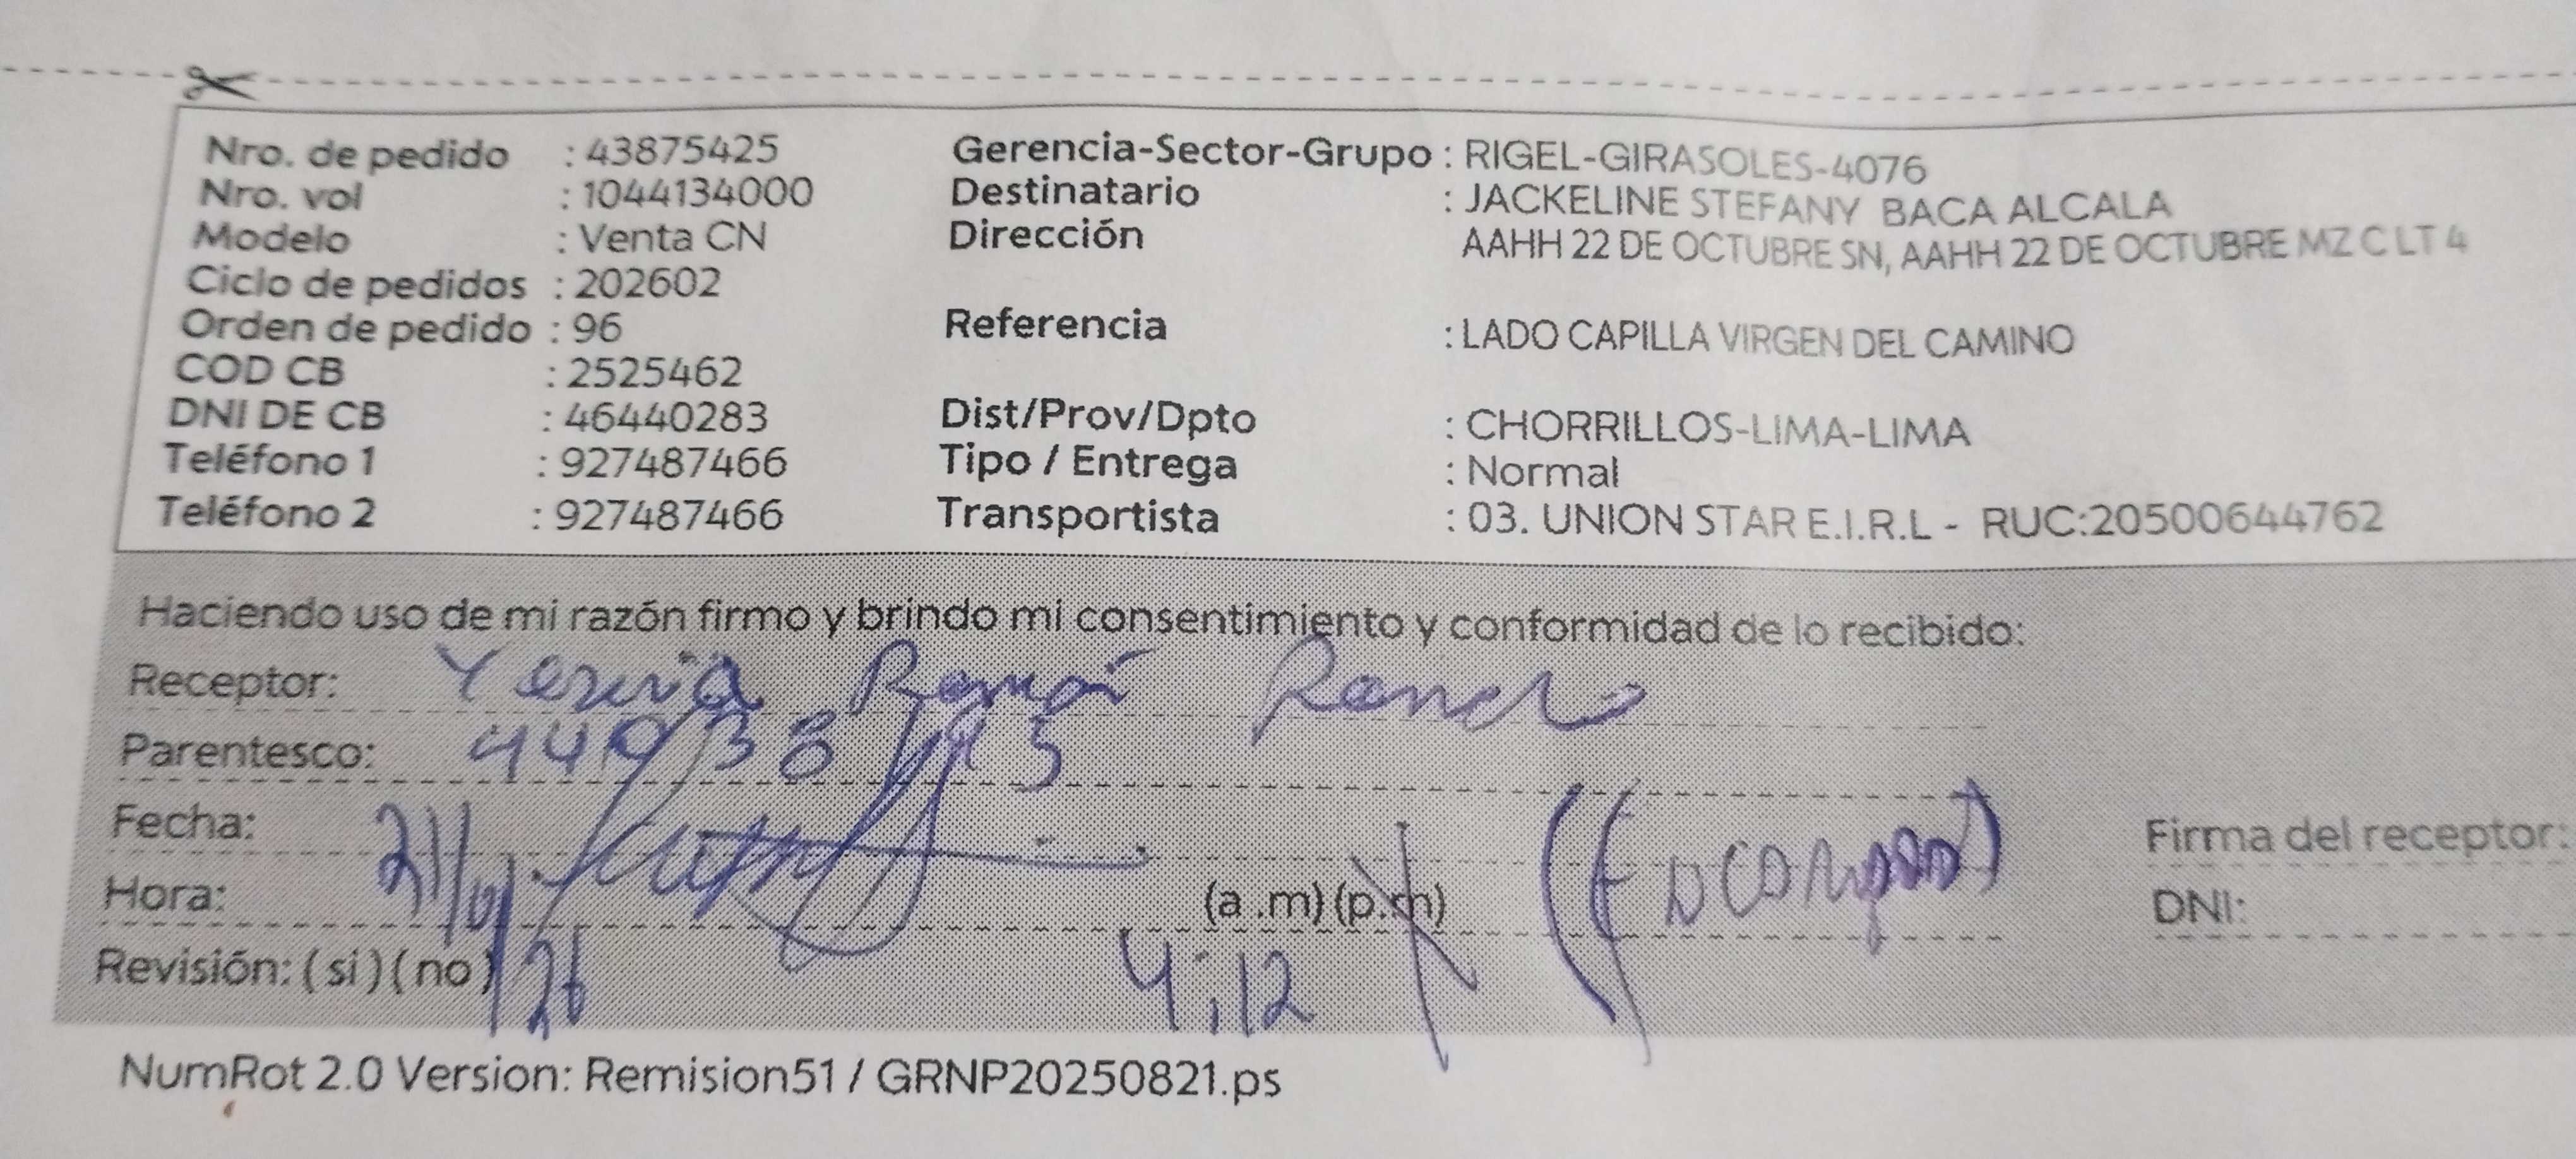 Nro. de pedido : 43875425
Nro. vol : 1044134000
Modelo : Venta CN
Ciclo de pedidos : 202602
Orden de pedido : 96
COD CB : 2525462
DNI DE CB : 46440283
Teléfono 1 : 927487466
Teléfono 2 : 927487466
Gerencia-Sector-Grupo : RIGEL-GIRASOLES-4076
Destinatario : JACKELINE STEFANY BACA ALCALA
Dirección AAHH 22 DE OCTUBRE SN, AAHH 22 DE OCTUBRE MZ C LT 4
Referencia : LADO CAPILLA VIRGEN DEL CAMINO
Dist/Prov/Dpto : CHORRILLOS-LIMA-LIMA
Tipo / Entrega : Normal
Transportista : 03. UNION STAR E.I.R.L - RUC:20500644762
Haciendo uso de mi razón firmo y brindo mi consentimiento y conformidad de lo recibido:
Receptor:
Parentesco:
Fecha: 21/01/26
Hora: (a .m) (p.m)
4:12
Revisión: ( si ) ( no )
Firma del receptor:
DNI:
NumRot 2.0 Version: Remision51 / GRNP20250821.ps